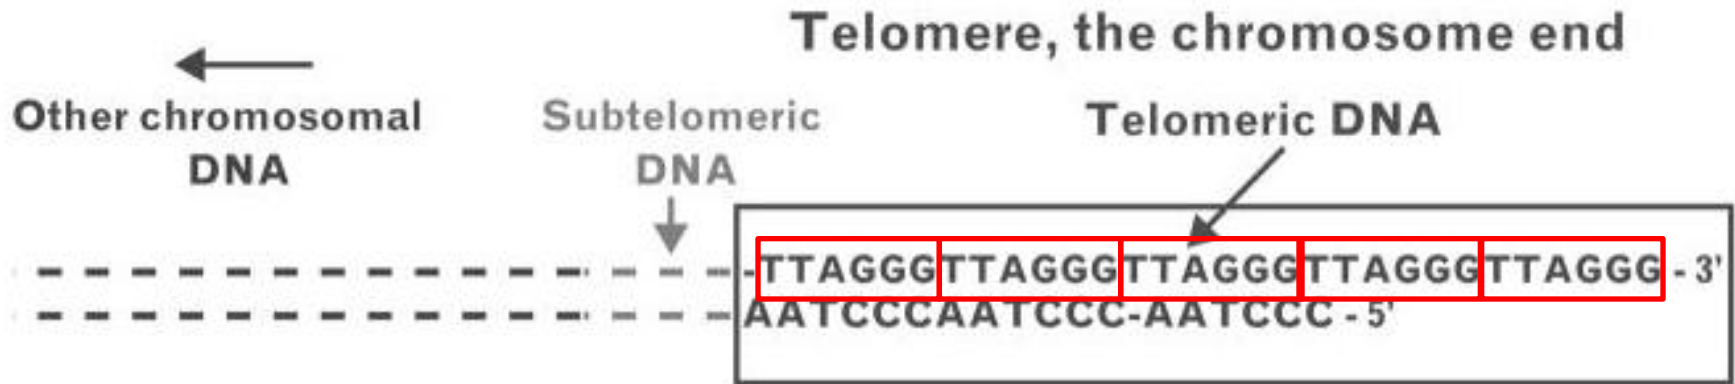 Telomere, the chromosome end
Other chromosomal
DNA
Subtelomeric
DNA
Telomeric DNA
-TTAGGGTTAGGGTTAGGGTTAGGGTTAGGG - 3'
AATCCCAATCCC-AATCCC - 5'